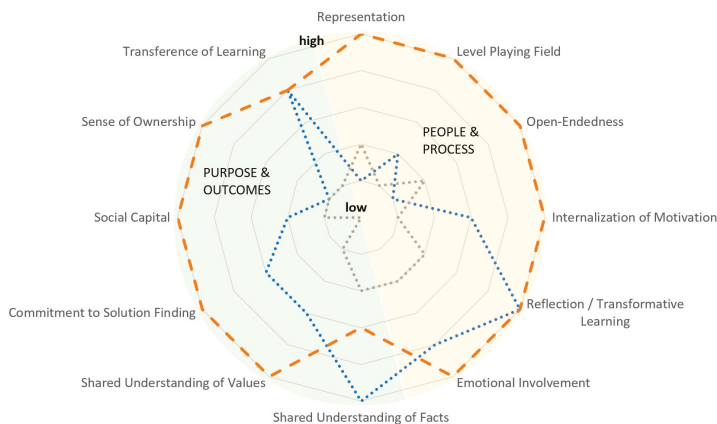 Representation
high
Transference of Learning
Level Playing Field
Sense of Ownership
Open-Endedness
PEOPLE &
PROCESS
PURPOSE &
OUTCOMES
low
Social Capital
Internalization of Motivation
Reflection / Transformative
Learning
Commitment to Solution Finding
Shared Understanding of Values
Emotional Involvement
Shared Understanding of Facts